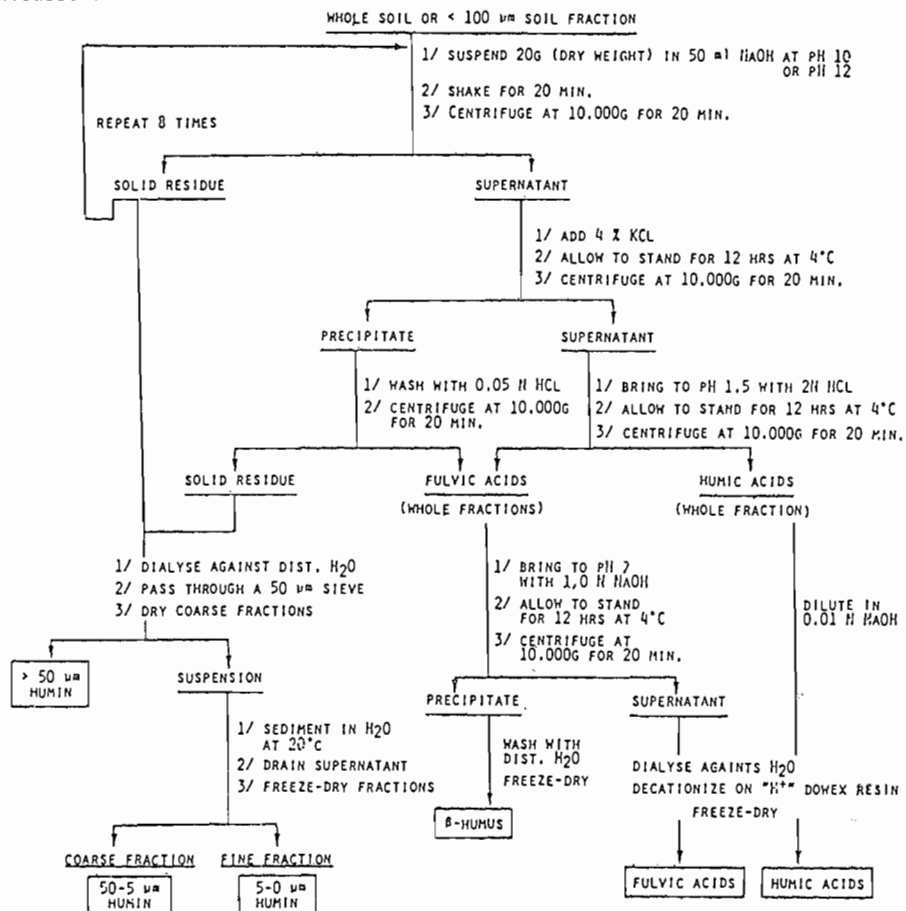 WHOLE SOIL OR < 100 µm SOIL FRACTION
1/ SUSPEND 20G (DRY WEIGHT) IN 50 ml NaOH AT PH 10
OR PH 12
2/ SHAKE FOR 20 MIN.
3/ CENTRIFUGE AT 10.000G FOR 20 MIN.
REPEAT 8 TIMES
SOLID RESIDUE
SUPERNATANT
1/ ADD 4 % KCL
2/ ALLOW TO STAND FOR 12 HRS AT 4°C
3/ CENTRIFUGE AT 10.000G FOR 20 MIN.
PRECIPITATE
SUPERNATANT
1/ WASH WITH 0.05 N HCL
2/ CENTRIFUGE AT 10.000G
FOR 20 MIN.
1/ BRING TO PH 1.5 WITH 2N HCL
2/ ALLOW TO STAND FOR 12 HRS AT 4°C
3/ CENTRIFUGE AT 10.000G FOR 20 MIN.
SOLID RESIDUE
FULVIC ACIDS
(WHOLE FRACTIONS)
HUMIC ACIDS
(WHOLE FRACTION)
1/ DIALYSE AGAINST DIST. H2O
2/ PASS THROUGH A 50 µm SIEVE
3/ DRY COARSE FRACTIONS
1/ BRING TO PH 7
WITH 1,0 N NaOH
2/ ALLOW TO STAND
FOR 12 HRS AT 4°C
3/ CENTRIFUGE AT
10.000G FOR 20 MIN.
DILUTE IN
0.01 N NaOH
> 50 µm
HUMIN
SUSPENSION
PRECIPITATE
SUPERNATANT
1/ SEDIMENT IN H2O
AT 20°C
2/ DRAIN SUPERNATANT
3/ FREEZE-DRY FRACTIONS
WASH WITH
DIST. H2O
FREEZE-DRY
DIALYSE AGAINTS H2O
DECATIONIZE ON "H+" DOWEX RESIN
FREEZE-DRY
β-HUMUS
COARSE FRACTION
50-5 µm
HUMIN
FINE FRACTION
5-0 µm
HUMIN
FULVIC ACIDS
HUMIC ACIDS